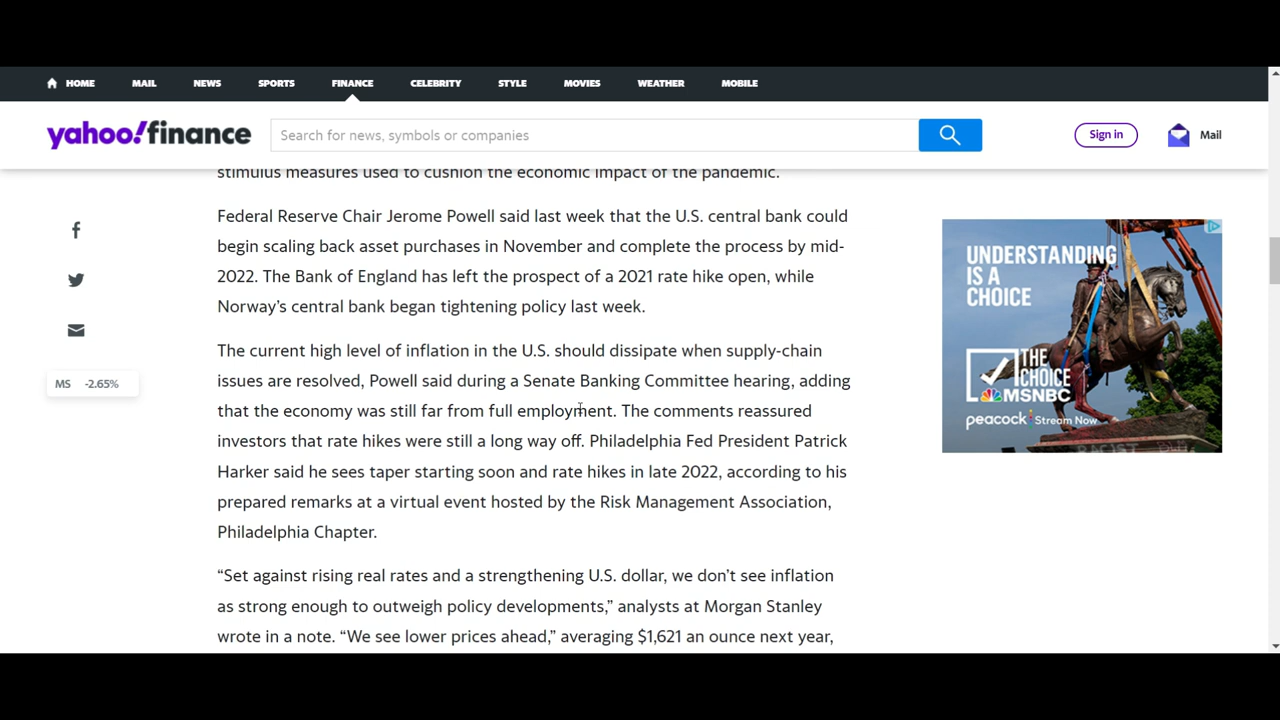 HOME MAIL NEWS SPORTS FINANCE CELEBRITY STYLE MOVIES WEATHER MOBILE
yahoo!finance Search for news, symbols or companies Sign in Mail
stimulus measures used to cushion the economic impact of the pandemic.
Federal Reserve Chair Jerome Powell said last week that the U.S. central bank could
begin scaling back asset purchases in November and complete the process by mid-
2022. The Bank of England has left the prospect of a 2021 rate hike open, while
Norway’s central bank began tightening policy last week.
The current high level of inflation in the U.S. should dissipate when supply-chain
issues are resolved, Powell said during a Senate Banking Committee hearing, adding
that the economy was still far from full employment. The comments reassured
investors that rate hikes were still a long way off. Philadelphia Fed President Patrick
Harker said he sees taper starting soon and rate hikes in late 2022, according to his
prepared remarks at a virtual event hosted by the Risk Management Association,
Philadelphia Chapter.
“Set against rising real rates and a strengthening U.S. dollar, we don’t see inflation
as strong enough to outweigh policy developments,” analysts at Morgan Stanley
wrote in a note. “We see lower prices ahead,” averaging $1,621 an ounce next year,
MS -2.65%
UNDERSTANDING
IS A
CHOICE
THE
CHOICE
MSNBC
peacock Stream Now